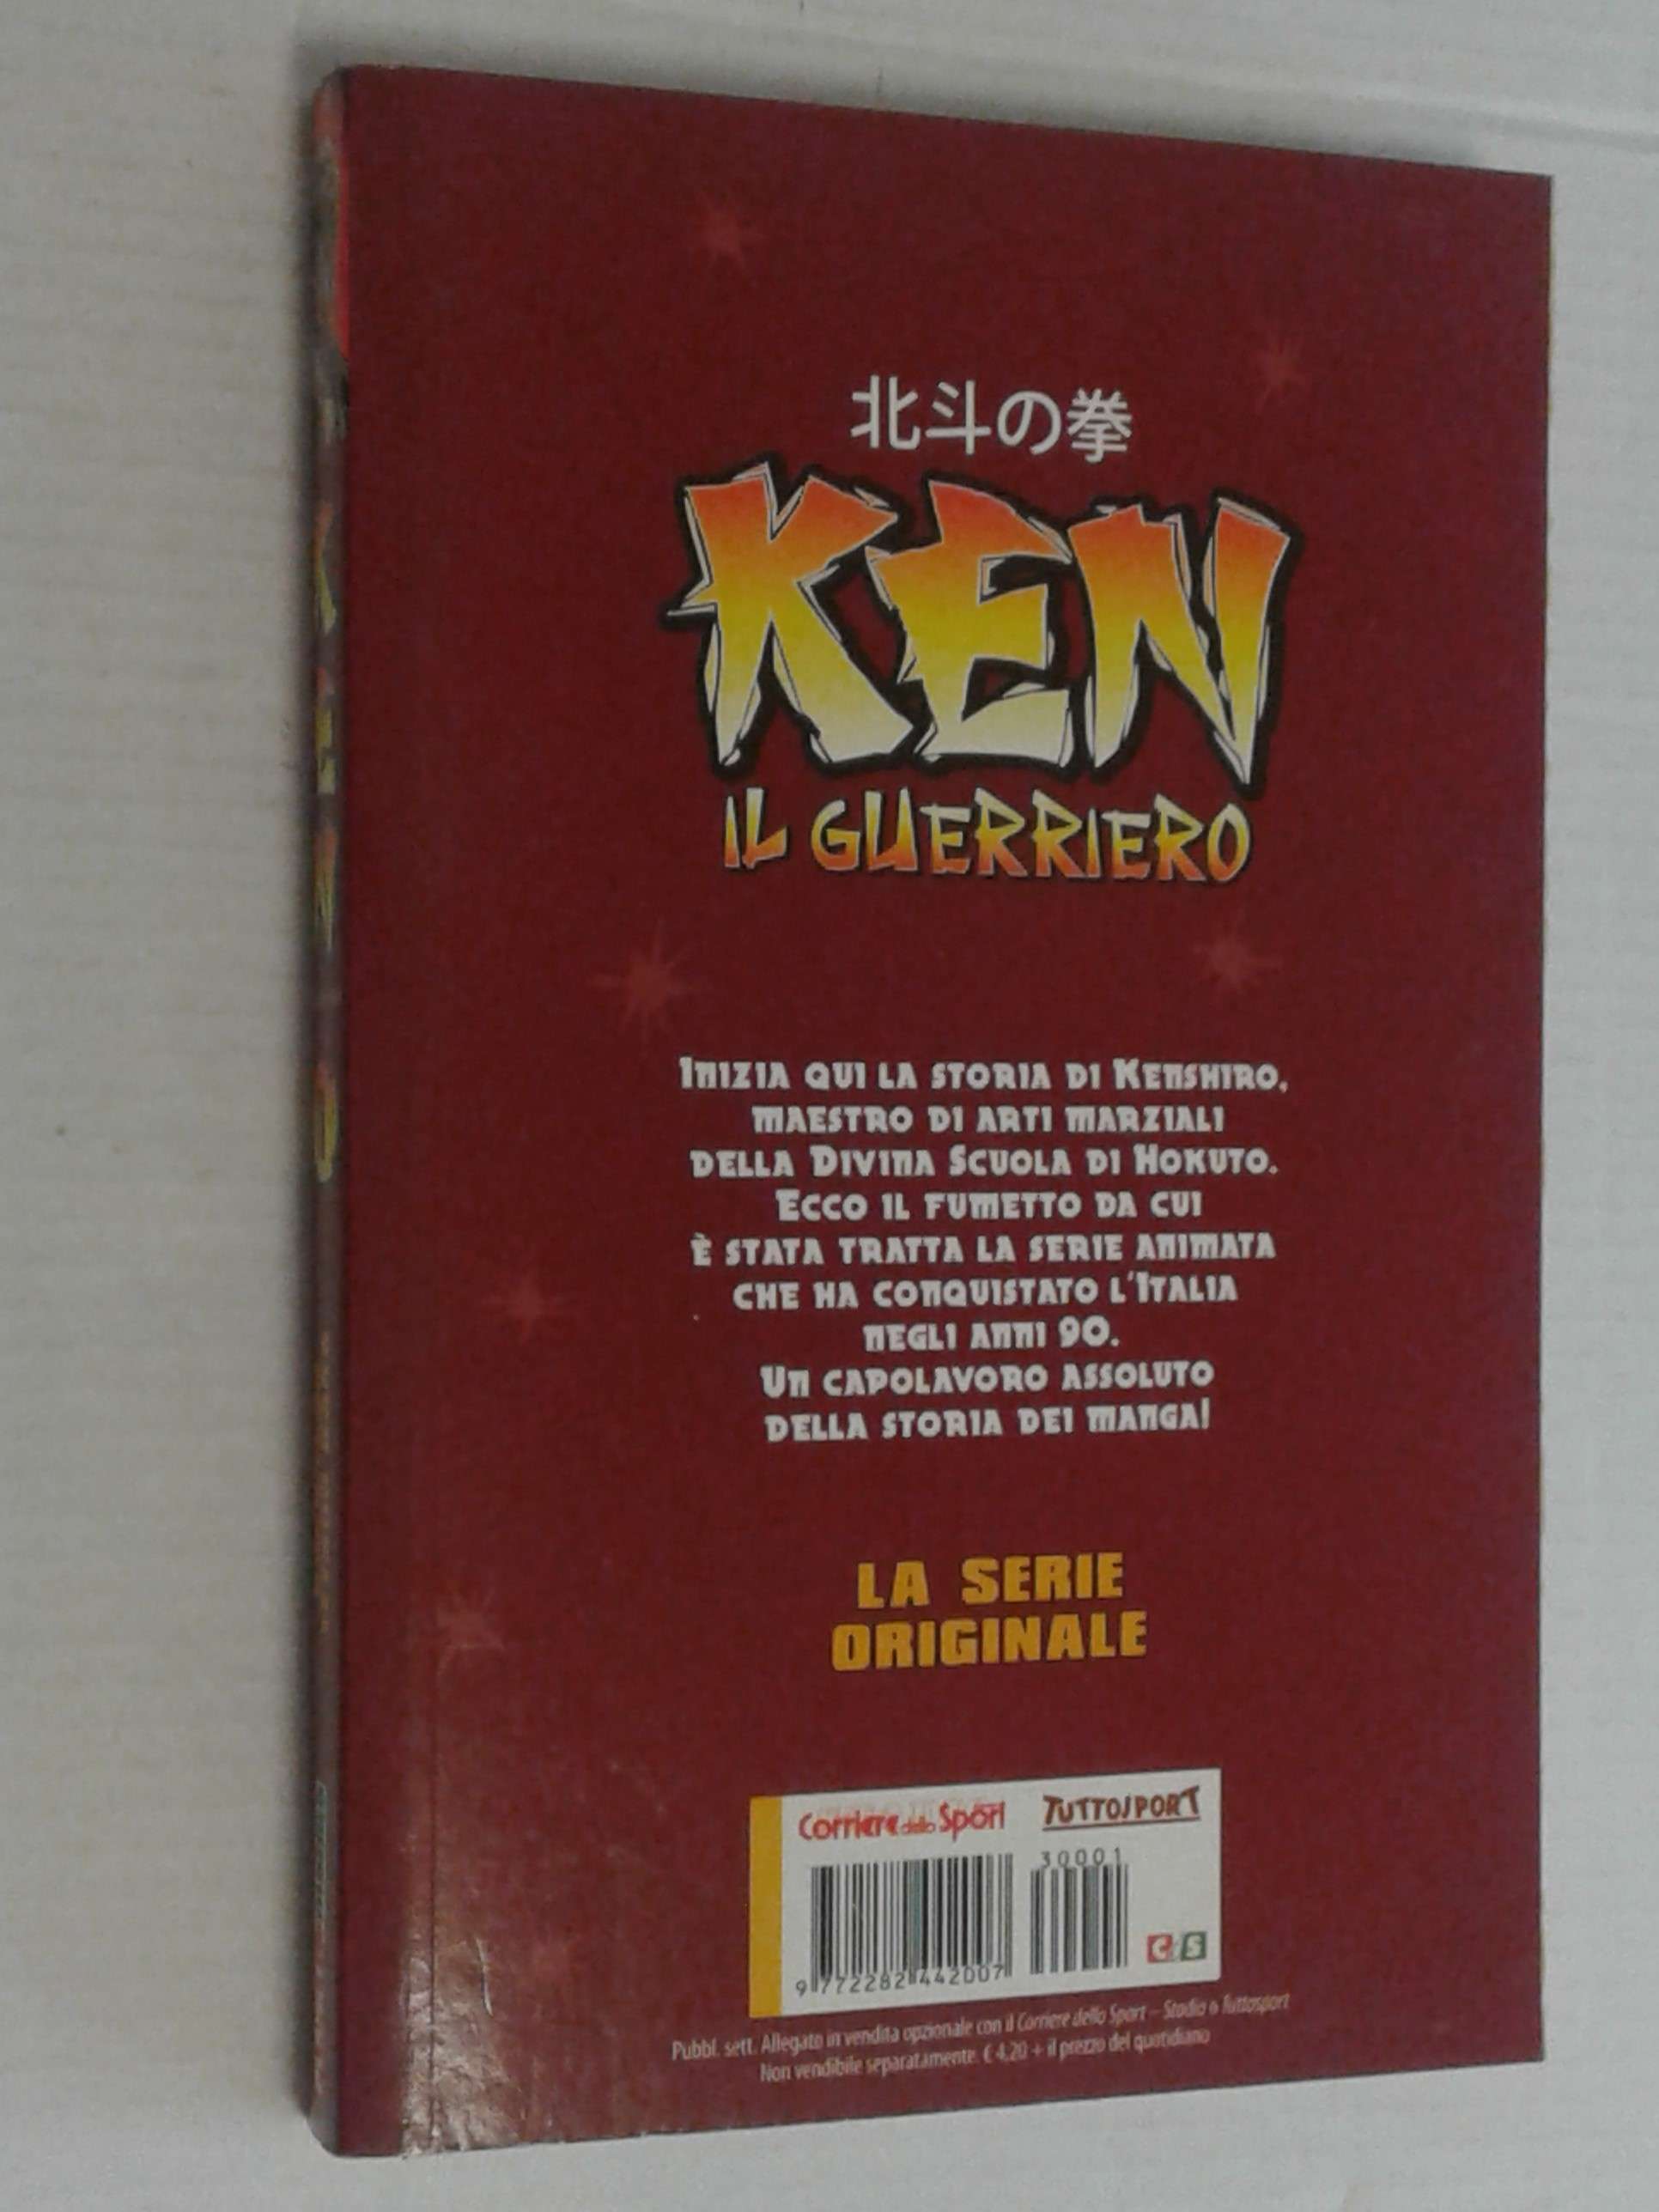 北斗の拳
KEN
IL GUERRIERO
Inizia qui la storia di Kenshiro,
maestro di arti marziali
della Divina Scuola di Hokuto.
Ecco il fumetto da cui
è stata tratta la serie animata
che ha conquistato l'Italia
negli anni 90.
Un capolavoro assoluto
della storia dei manga!
LA SERIE
ORIGINALE
Corriere dello Sport TUTTOSPORT
30001
9 772282 442007
Pubbl. sett. Allegato in vendita opzionale con il Corriere dello Sport – Stadio o Tuttosport
Non vendibile separatamente. € 4,20 + il prezzo del quotidiano